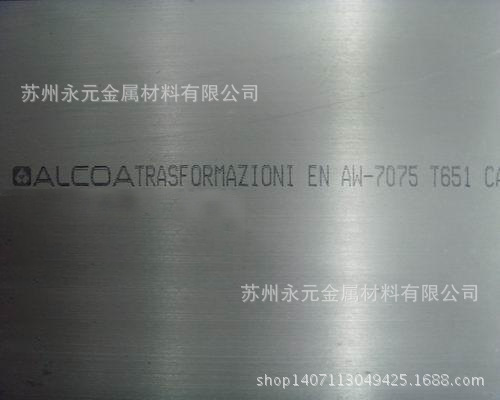 苏州永元金属材料有限公司
ALCOA TRASFORMAZIONI EN AW-7075 T651 CA
苏州永元金属材料有限公司
shop1407113049425.1688.com